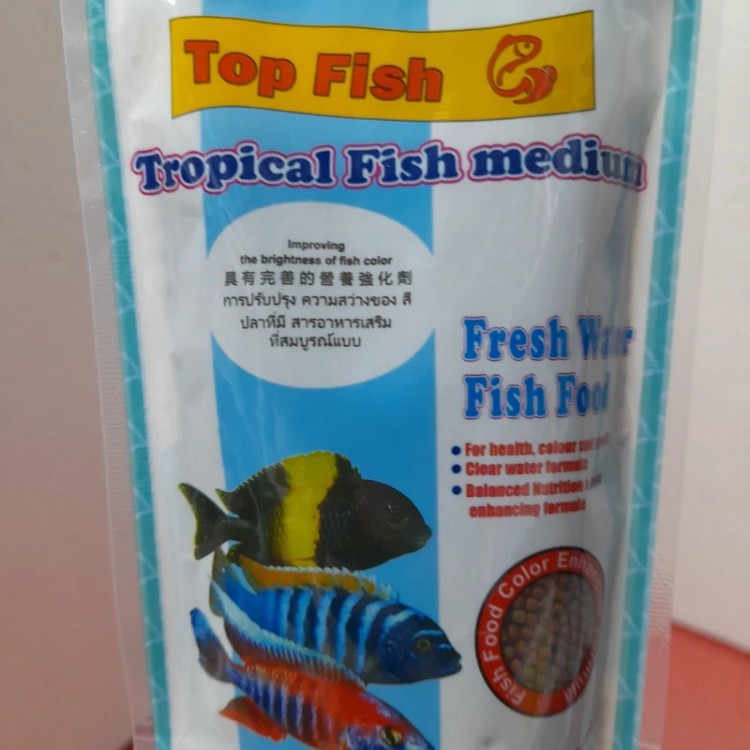 Top Fish
Tropical Fish medium
Improving
the brightness of fish color
具有完善的營養強化劑
การปรับปรุง ความสว่างของ สี
ปลาที่มี สารอาหารเสริม
ที่สมบูรณ์แบบ
Fresh Water
Fish Food
For health, colour and
Clear water formula
Balanced Nutrition
enhancing formula
Fish Food Color